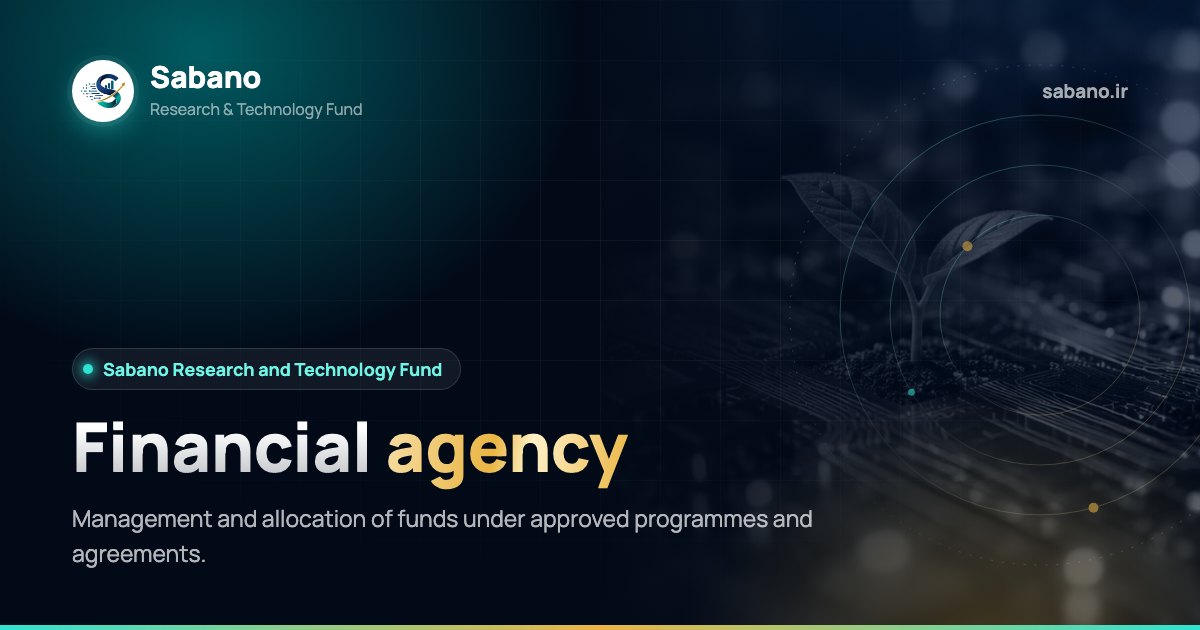 Sabano
Research & Technology Fund
sabano.ir
Sabano Research and Technology Fund
Financial agency
Management and allocation of funds under approved programmes and
agreements.